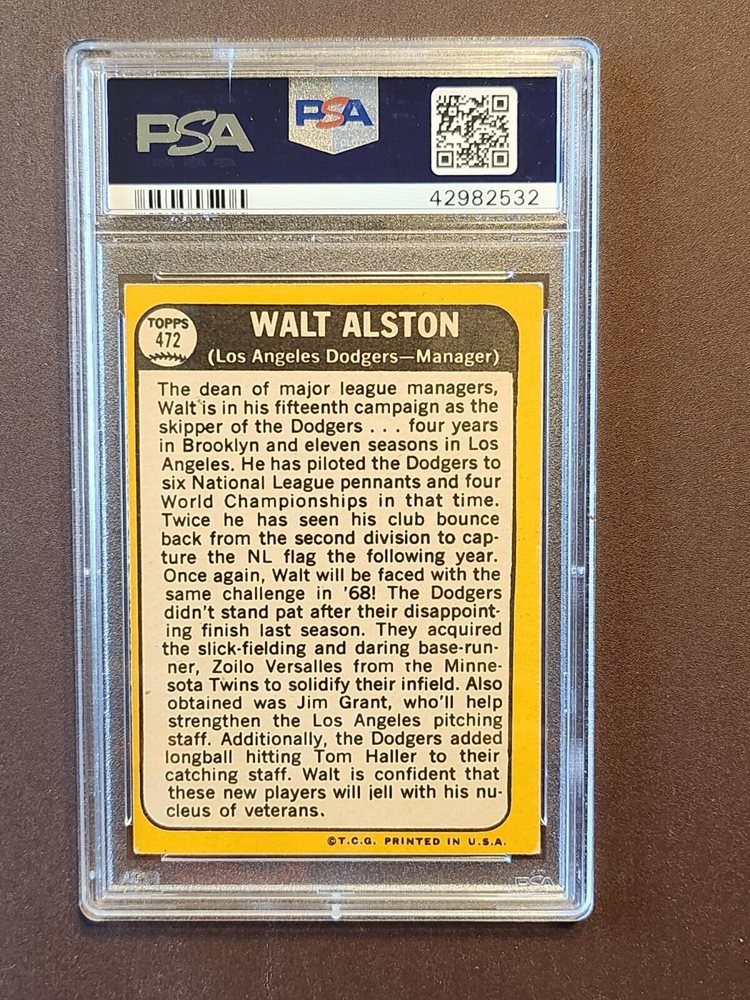 PSA
PSA
42982532
TOPPS
472
WALT ALSTON
(Los Angeles Dodgers—Manager)
The dean of major league managers,
Walt is in his fifteenth campaign as the
skipper of the Dodgers . . . four years
in Brooklyn and eleven seasons in Los
Angeles. He has piloted the Dodgers to
six National League pennants and four
World Championships in that time.
Twice he has seen his club bounce
back from the second division to cap-
ture the NL flag the following year.
Once again, Walt will be faced with the
same challenge in '68! The Dodgers
didn't stand pat after their disappoint-
ing finish last season. They acquired
the slick-fielding and daring base-run-
ner, Zoilo Versalles from the Minne-
sota Twins to solidify their infield. Also
obtained was Jim Grant, who'll help
strengthen the Los Angeles pitching
staff. Additionally, the Dodgers added
longball hitting Tom Haller to their
catching staff. Walt is confident that
these new players will jell with his nu-
cleus of veterans.
©T.C.G. PRINTED IN U.S.A.
PSA